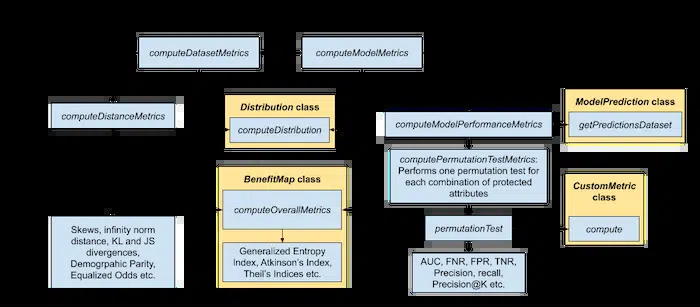 computeDatasetMetrics
computeModelMetrics
computeDistanceMetrics
Distribution class
computeDistribution
computeModelPerformanceMetrics
ModelPrediction class
getPredictionsDataset
computePermutationTestMetrics:
Performs one permutation test for
each combination of protected
attributes
BenefitMap class
computeOverallMetrics
CustomMetric
class
compute
Skews, infinity norm
distance, KL and JS
divergences,
Demogrpahic Parity,
Equalized Odds etc.
Generalized Entropy
Index, Atkinson's Index,
Theil's Indices etc.
permutationTest
AUC, FNR, FPR, TNR,
Precision, recall,
Precision@K etc.